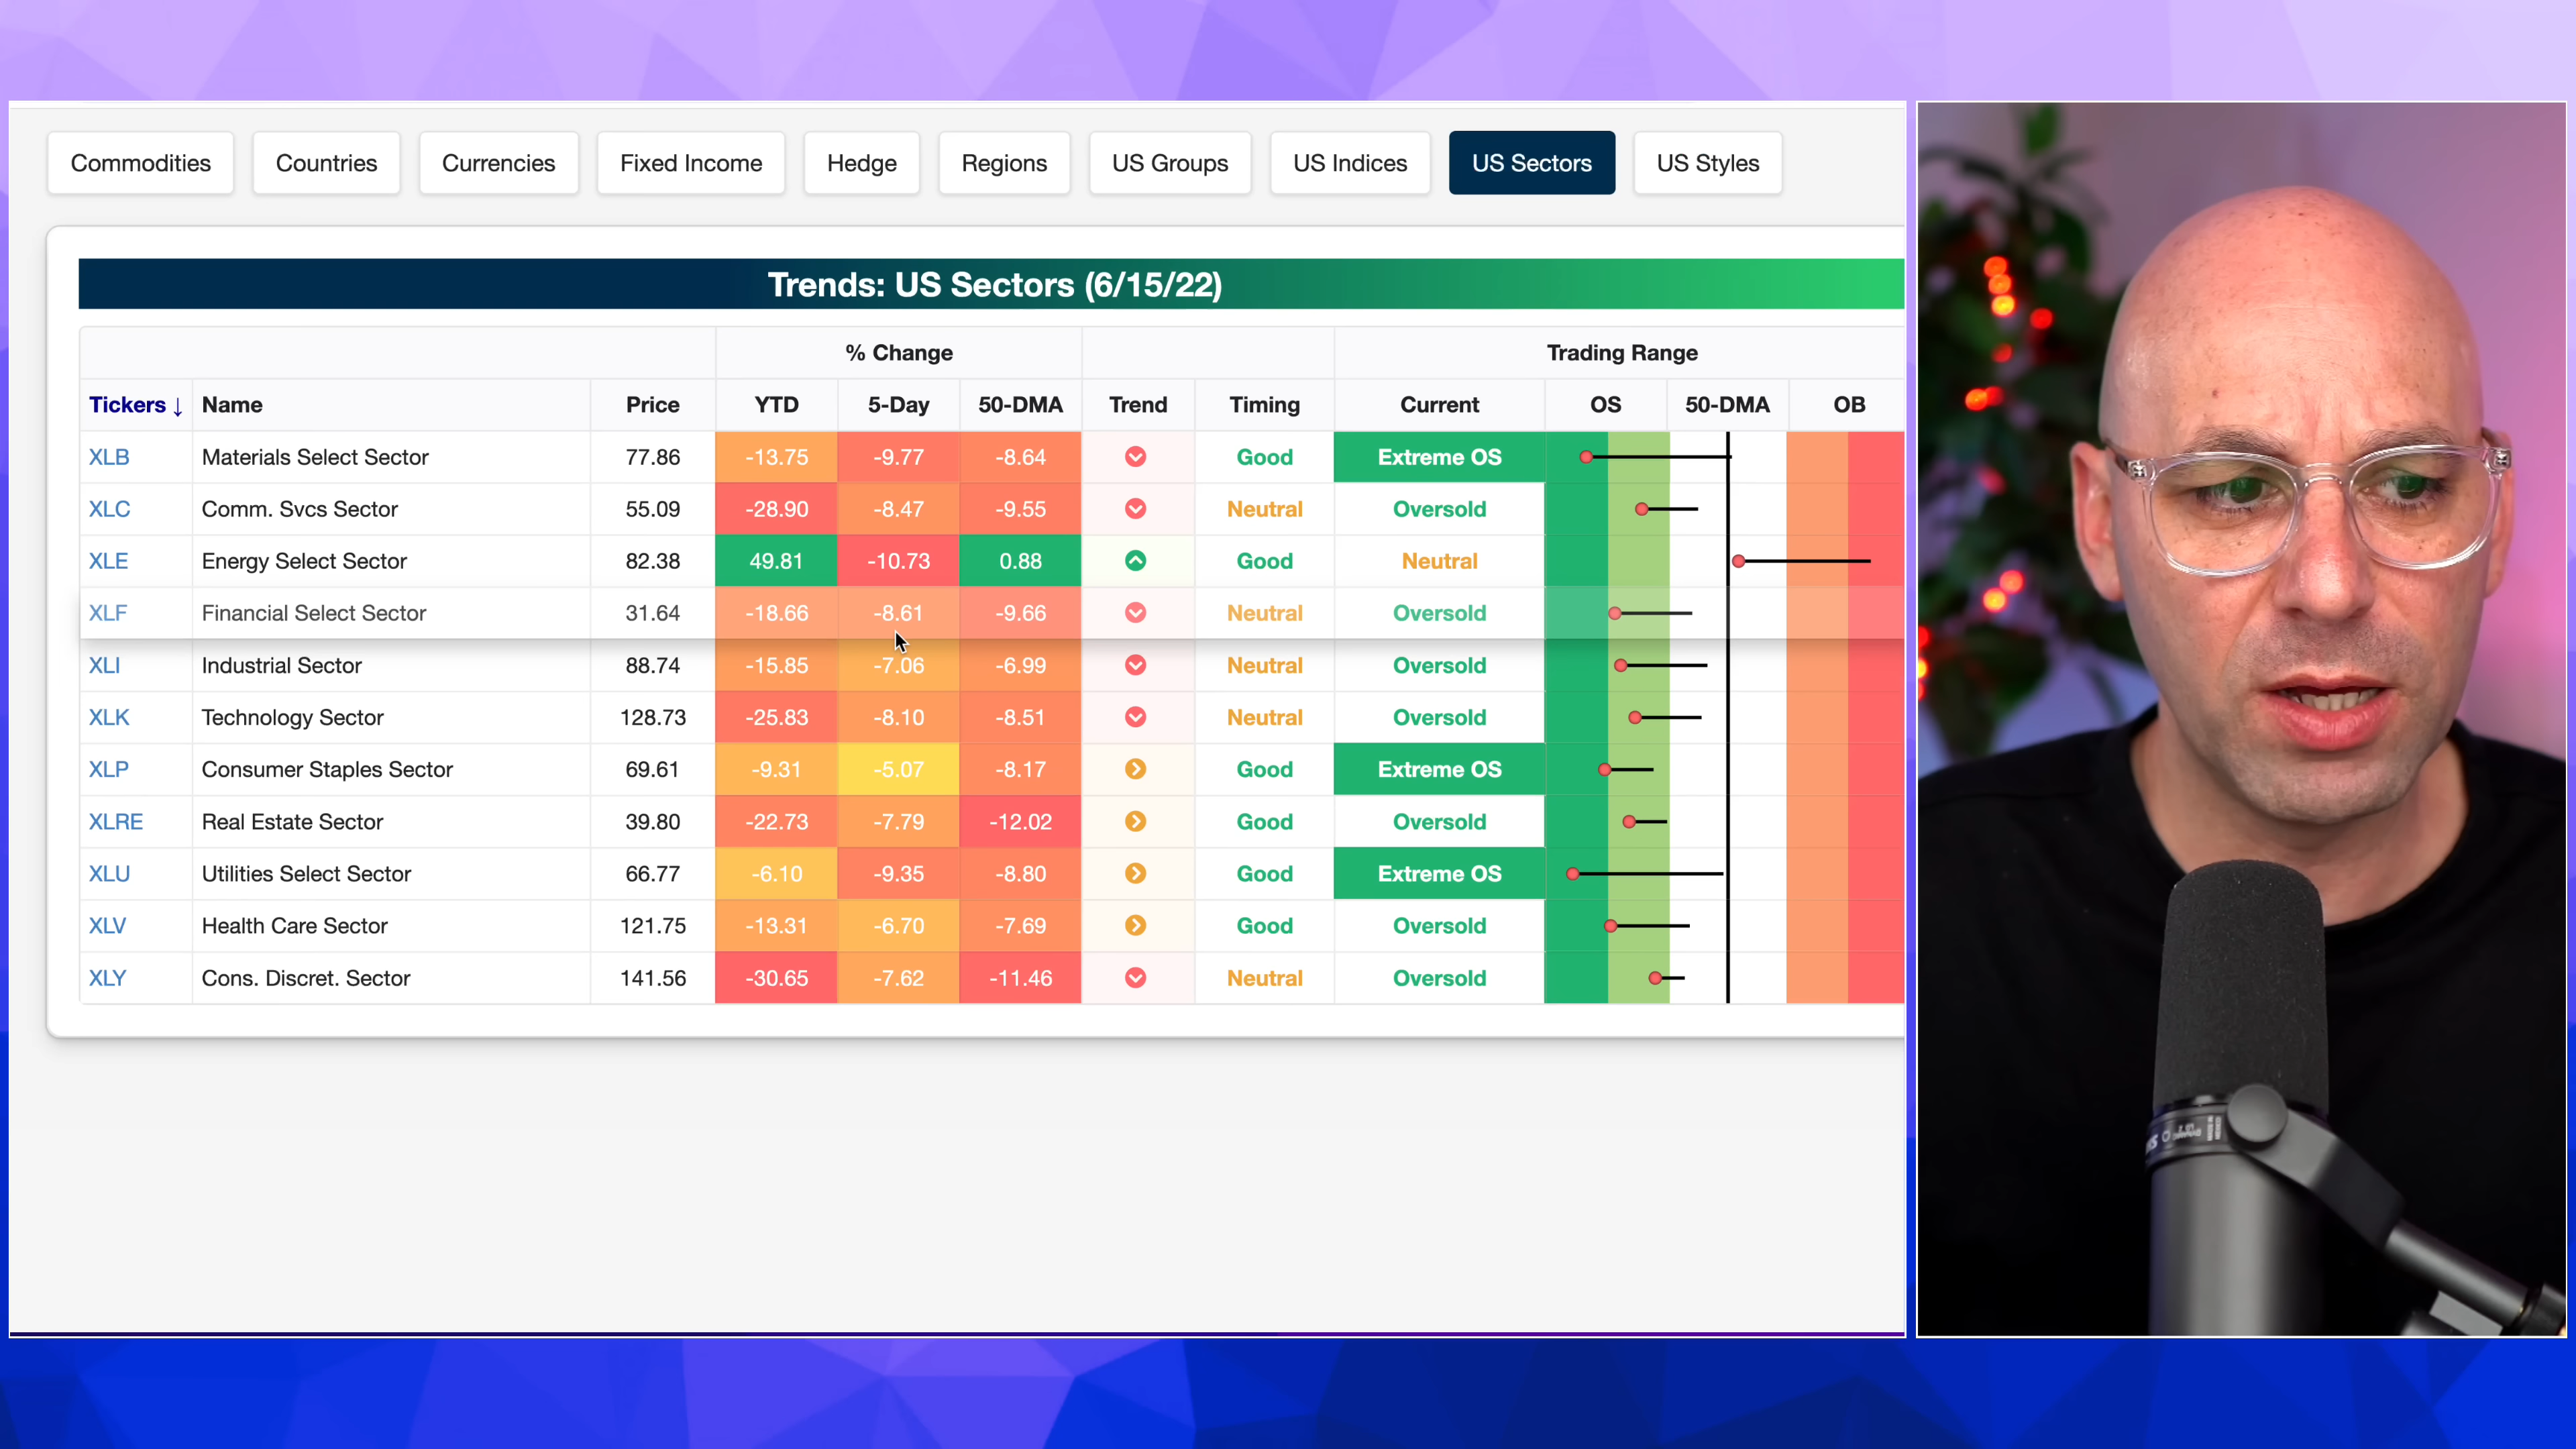 Commodities Countries Currencies Fixed Income Hedge Regions US Groups US Indices US Sectors US Styles
Trends: US Sectors (6/15/22)
% Change Trading Range
Tickers ↓ Name Price YTD 5-Day 50-DMA Trend Timing Current OS 50-DMA OB
XLB Materials Select Sector 77.86 -13.75 -9.77 -8.64 Good Extreme OS
XLC Comm. Svcs Sector 55.09 -28.90 -8.47 -9.55 Neutral Oversold
XLE Energy Select Sector 82.38 49.81 -10.73 0.88 Good Neutral
XLF Financial Select Sector 31.64 -18.66 -8.61 -9.66 Neutral Oversold
XLI Industrial Sector 88.74 -15.85 -7.06 -6.99 Neutral Oversold
XLK Technology Sector 128.73 -25.83 -8.10 -8.51 Neutral Oversold
XLP Consumer Staples Sector 69.61 -9.31 -5.07 -8.17 Good Extreme OS
XLRE Real Estate Sector 39.80 -22.73 -7.79 -12.02 Good Oversold
XLU Utilities Select Sector 66.77 -6.10 -9.35 -8.80 Good Extreme OS
XLV Health Care Sector 121.75 -13.31 -6.70 -7.69 Good Oversold
XLY Cons. Discret. Sector 141.56 -30.65 -7.62 -11.46 Neutral Oversold